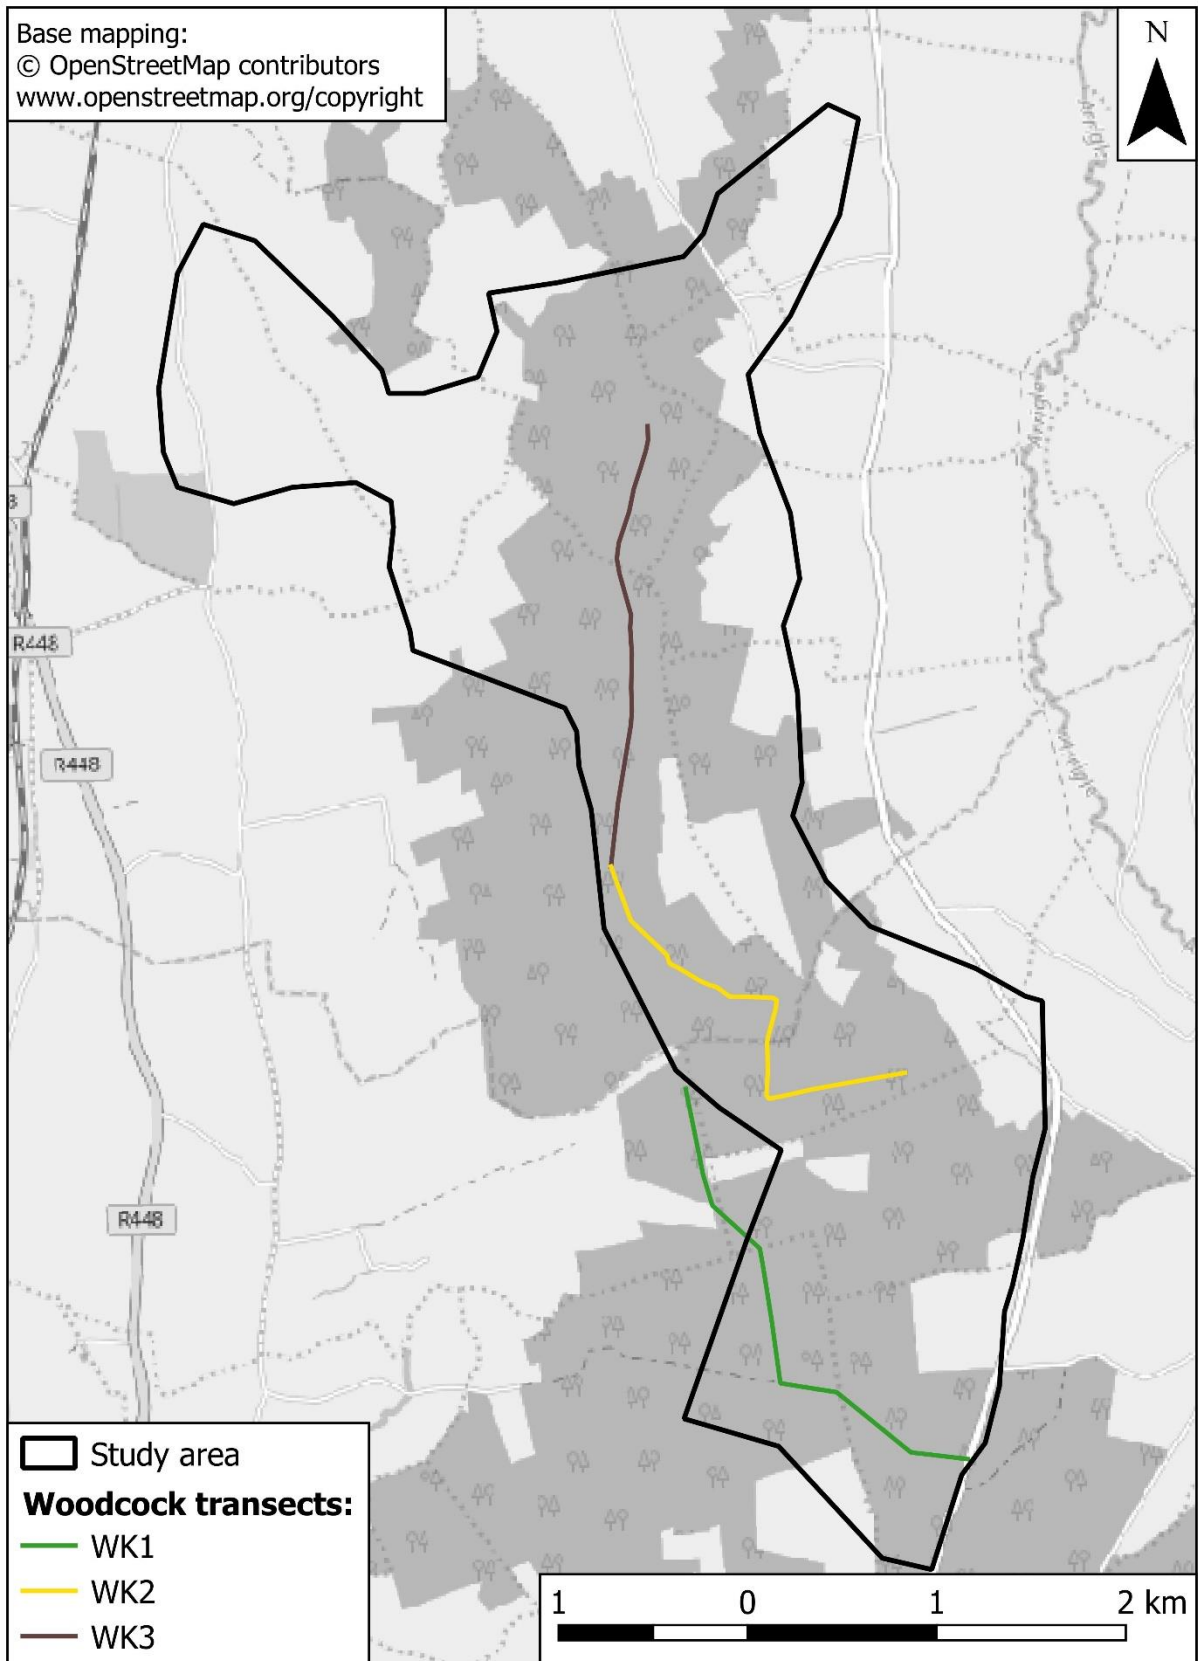 Base mapping:
© OpenStreetMap contributors
www.openstreetmap.org/copyright
N
Arrigle
R448
R448
R448
Study area
Woodcock transects:
WK1
WK2
WK3
1 0 1 2 km